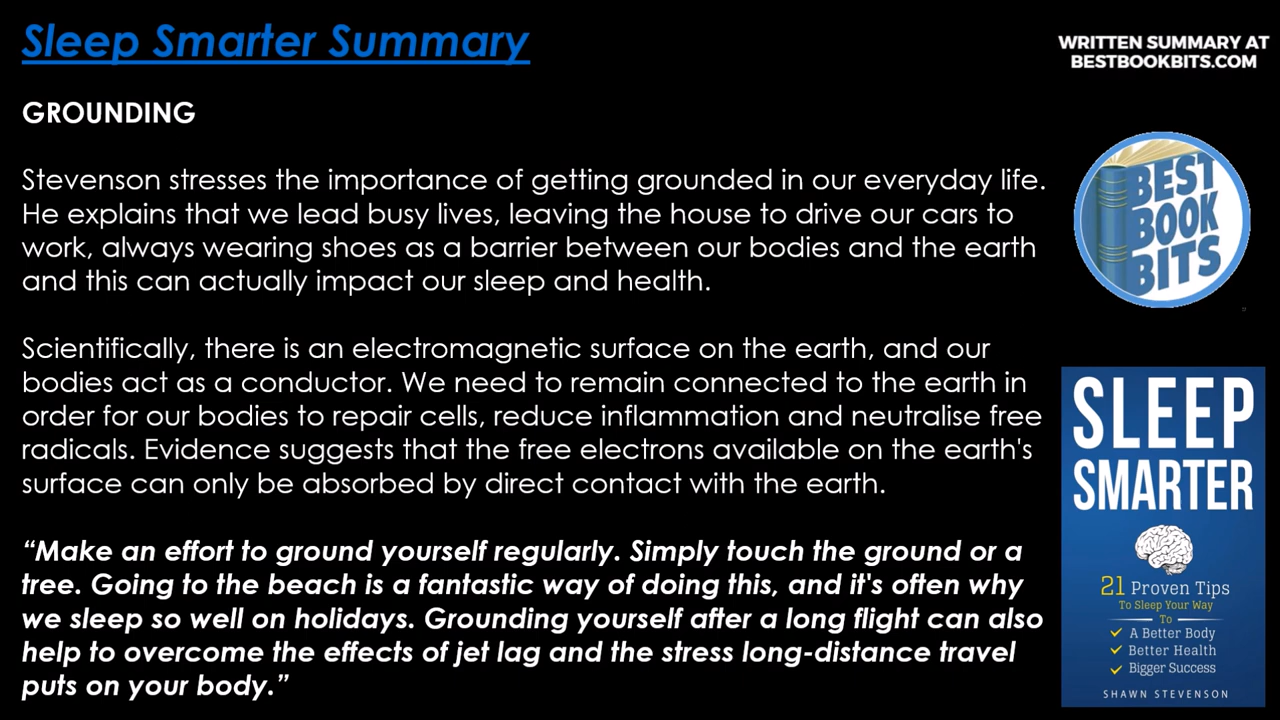 Sleep Smarter Summary
WRITTEN SUMMARY AT
BESTBOOKBITS.COM
GROUNDING
Stevenson stresses the importance of getting grounded in our everyday life.
He explains that we lead busy lives, leaving the house to drive our cars to
work, always wearing shoes as a barrier between our bodies and the earth
and this can actually impact our sleep and health.
Scientifically, there is an electromagnetic surface on the earth, and our
bodies act as a conductor. We need to remain connected to the earth in
order for our bodies to repair cells, reduce inflammation and neutralise free
radicals. Evidence suggests that the free electrons available on the earth's
surface can only be absorbed by direct contact with the earth.
“Make an effort to ground yourself regularly. Simply touch the ground or a
tree. Going to the beach is a fantastic way of doing this, and it's often why
we sleep so well on holidays. Grounding yourself after a long flight can also
help to overcome the effects of jet lag and the stress long-distance travel
puts on your body.”
BEST
BOOK
BITS
SLEEP
SMARTER
21 Proven Tips
To Sleep Your Way
To
A Better Body
Better Health
Bigger Success
SHAWN STEVENSON